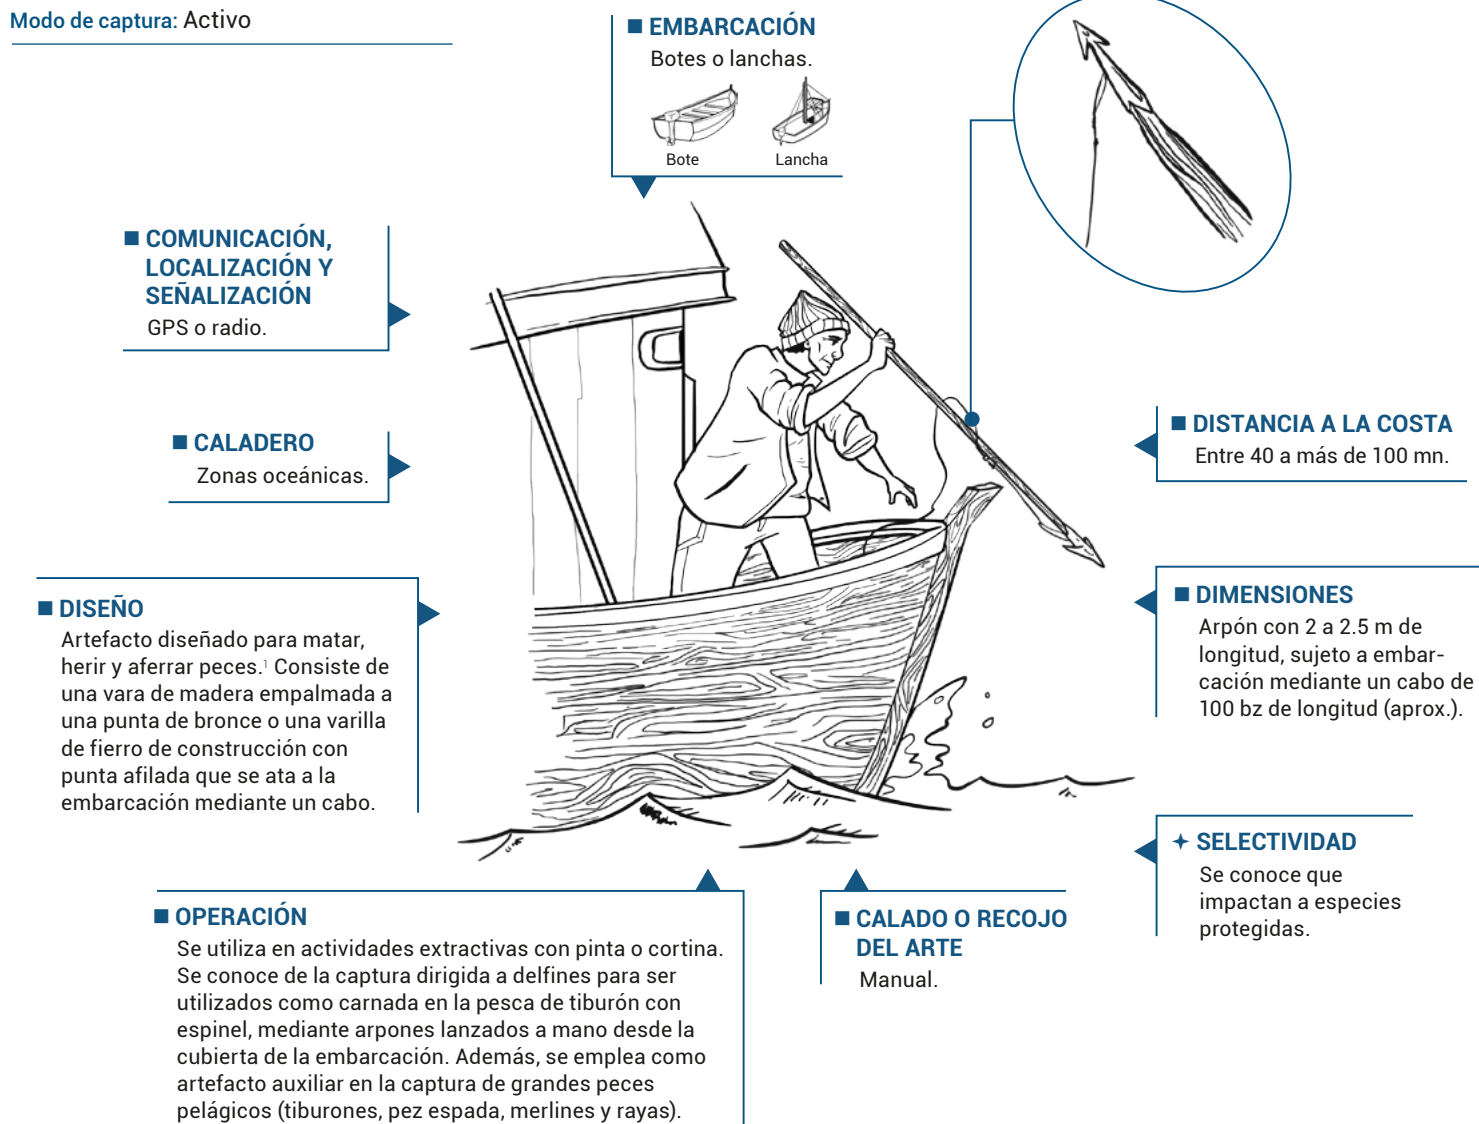 Modo de captura: Activo
EMBARCACIÓN
Botes o lanchas.
Bote
Lancha
COMUNICACIÓN,
LOCALIZACIÓN Y
SEÑALIZACIÓN
GPS o radio.
CALADERO
Zonas oceánicas.
DISTANCIA A LA COSTA
Entre 40 a más de 100 mn.
DISEÑO
Artefacto diseñado para matar,
herir y aferrar peces.¹ Consiste de
una vara de madera empalmada a
una punta de bronce o una varilla
de fierro de construcción con
punta afilada que se ata a la
embarcación mediante un cabo.
DIMENSIONES
Arpón con 2 a 2.5 m de
longitud, sujeto a embar-
cación mediante un cabo de
100 bz de longitud (aprox.).
SELECTIVIDAD
Se conoce que
impactan a especies
protegidas.
OPERACIÓN
Se utiliza en actividades extractivas con pinta o cortina.
Se conoce de la captura dirigida a delfines para ser
utilizados como carnada en la pesca de tiburón con
espinel, mediante arpones lanzados a mano desde la
cubierta de la embarcación. Además, se emplea como
artefacto auxiliar en la captura de grandes peces
pelágicos (tiburones, pez espada, merlines y rayas).
CALADO O RECOJO
DEL ARTE
Manual.